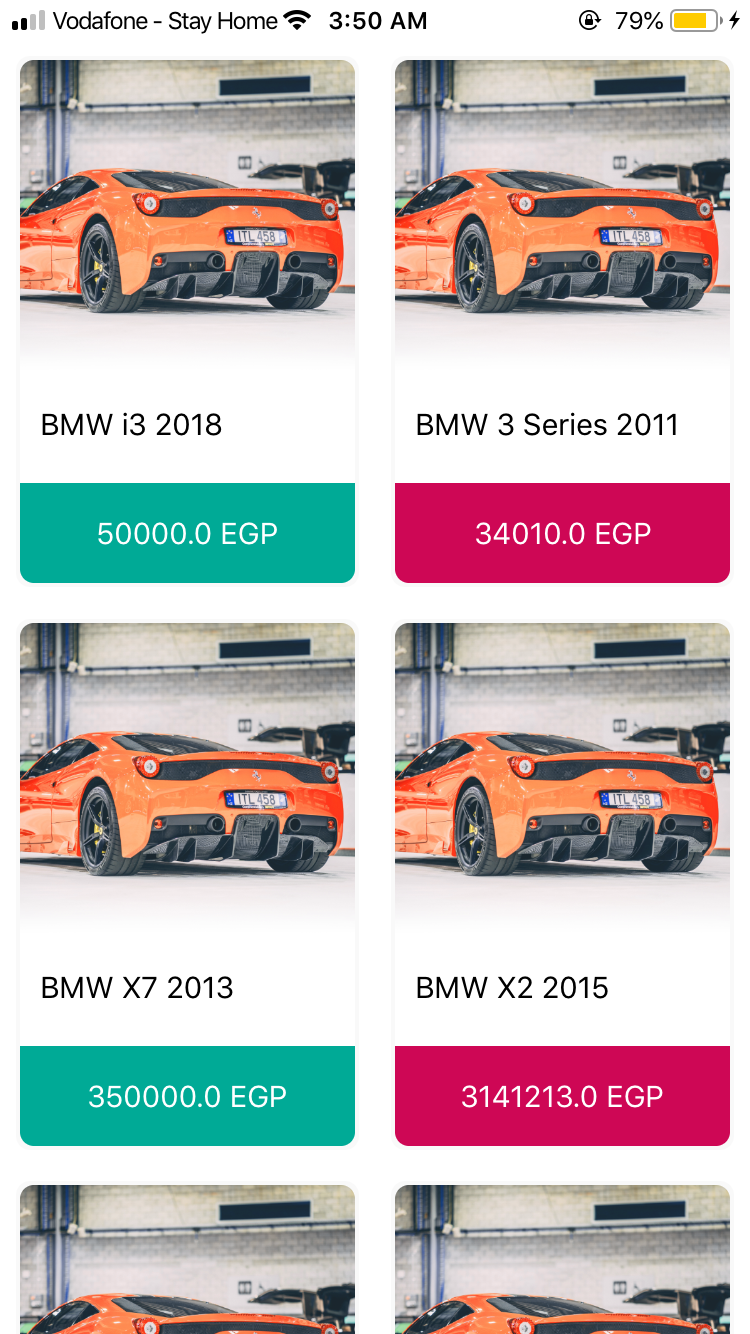 Vodafone - Stay Home 3:50 AM 79%
ITL 458 ITL 458
BMW i3 2018 BMW 3 Series 2011
50000.0 EGP 34010.0 EGP
ITL 458 ITL 458
BMW X7 2013 BMW X2 2015
350000.0 EGP 3141213.0 EGP